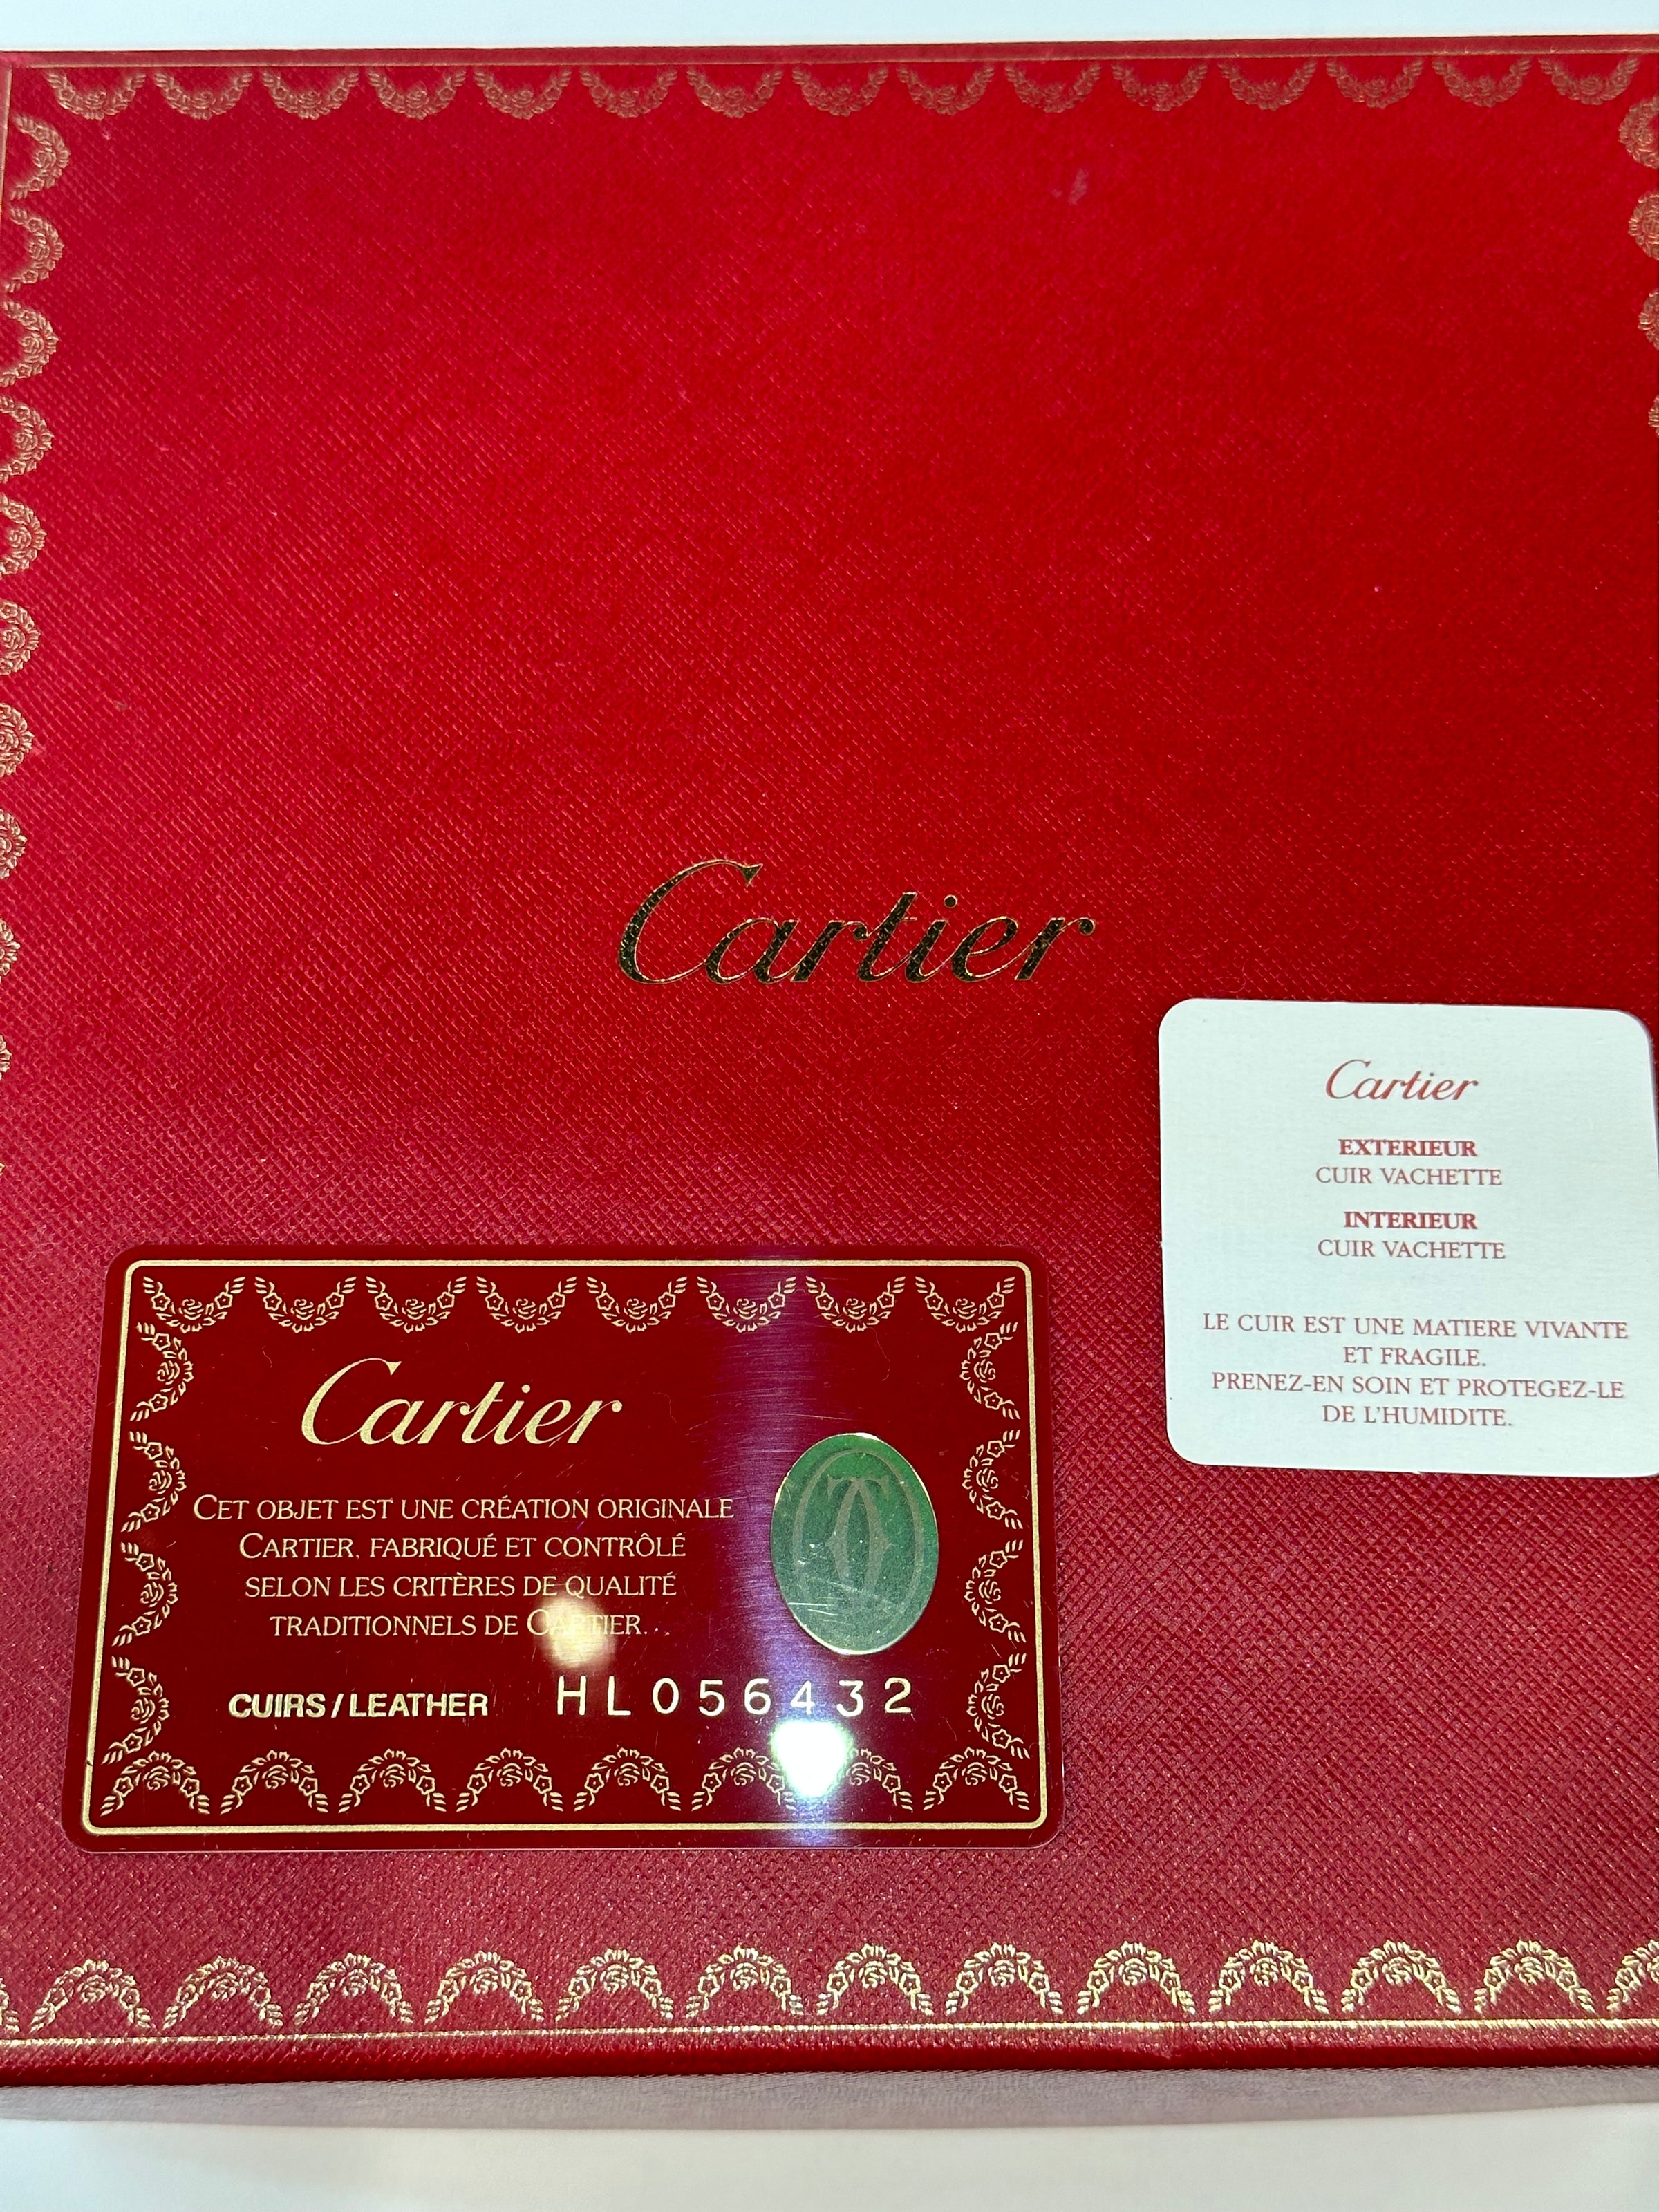 Cartier
Cartier
EXTERIEUR
CUIR VACHETTE
INTERIEUR
CUIR VACHETTE
LE CUIR EST UNE MATIERE VIVANTE
ET FRAGILE.
PRENEZ-EN SOIN ET PROTEGEZ-LE
DE L'HUMIDITE.
Cartier
CET OBJET EST UNE CRÉATION ORIGINALE
CARTIER, FABRIQUÉ ET CONTRÔLÉ
SELON LES CRITÈRES DE QUALITÉ
TRADITIONNELS DE CARTIER...
CUIRS/LEATHER HL056432